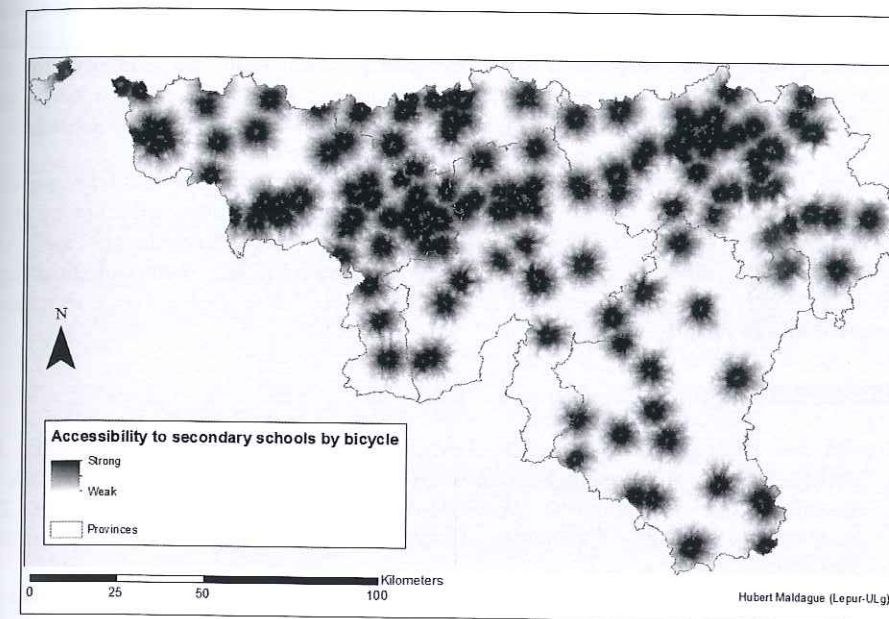 N
Accessibility to secondary schools by bicycle
Strong
Weak
Provinces
Kilometers
0 25 50 100
Hubert Maldague (Lepur-ULg)